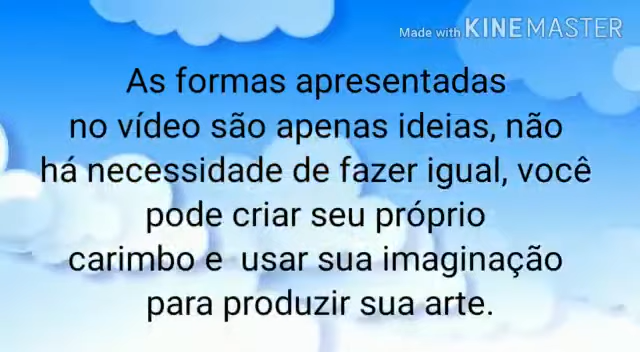 Made with KINEMASTER
As formas apresentadas
no vídeo são apenas ideias, não
há necessidade de fazer igual, você
pode criar seu próprio
carimbo e usar sua imaginação
para produzir sua arte.